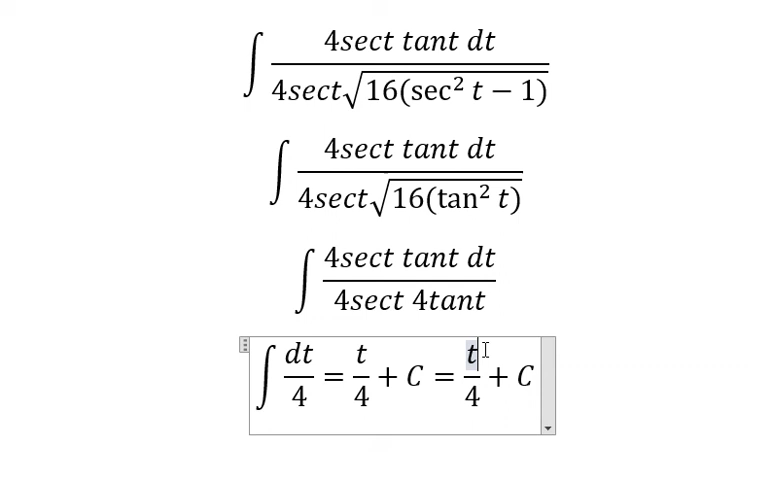 ∫ 4sect tant dt / 4sect√16(sec² t − 1)
∫ 4sect tant dt / 4sect√16(tan² t)
∫ 4sect tant dt / 4sect 4tant
∫ dt/4 = t/4 + C = t/4 + C